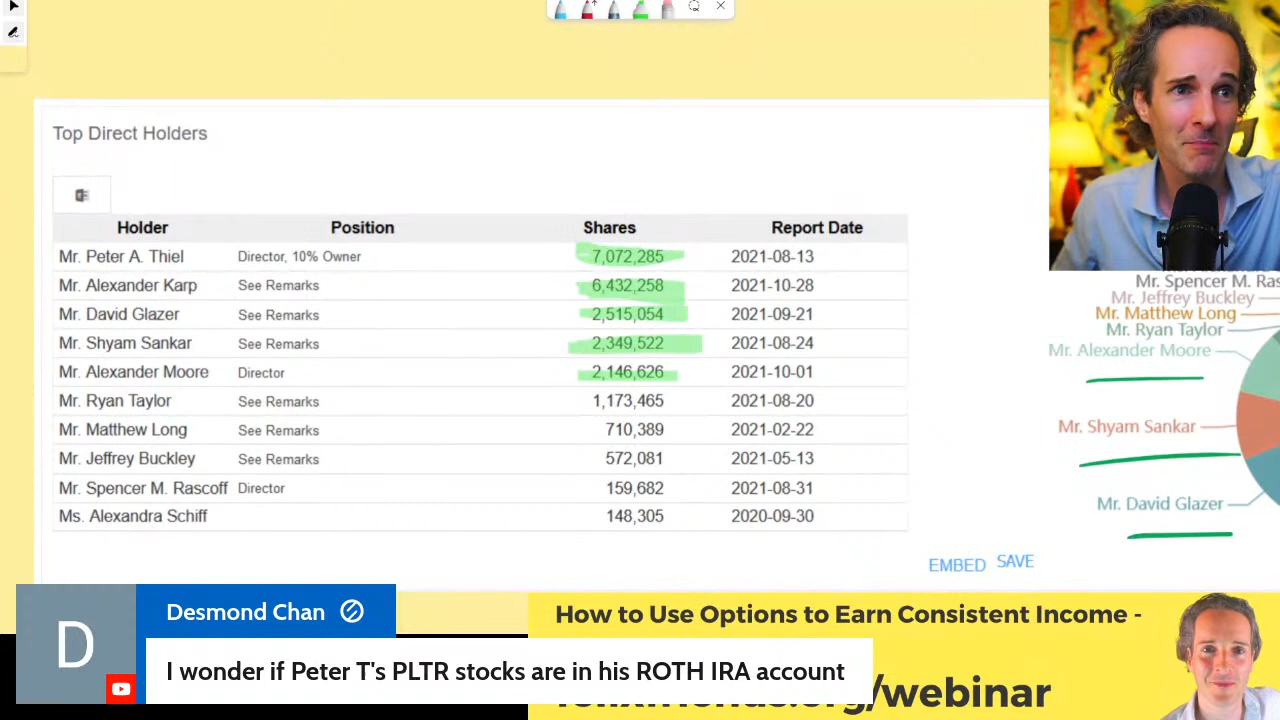 Top Direct Holders
Holder Position Shares Report Date
Mr. Peter A. Thiel Director, 10% Owner 7,072,285 2021-08-13
Mr. Alexander Karp See Remarks 6,432,258 2021-10-28
Mr. David Glazer See Remarks 2,515,054 2021-09-21
Mr. Shyam Sankar See Remarks 2,349,522 2021-08-24
Mr. Alexander Moore Director 2,146,626 2021-10-01
Mr. Ryan Taylor See Remarks 1,173,465 2021-08-20
Mr. Matthew Long See Remarks 710,389 2021-02-22
Mr. Jeffrey Buckley See Remarks 572,081 2021-05-13
Mr. Spencer M. Rascoff Director 159,682 2021-08-31
Ms. Alexandra Schiff 148,305 2020-09-30
Mr. Spencer M. Rasc
Mr. Jeffrey Buckley
Mr. Matthew Long
Mr. Ryan Taylor
Mr. Alexander Moore
Mr. Shyam Sankar
Mr. David Glazer
EMBED SAVE
D
Desmond Chan
I wonder if Peter T's PLTR stocks are in his ROTH IRA account
How to Use Options to Earn Consistent Income -
/webinar